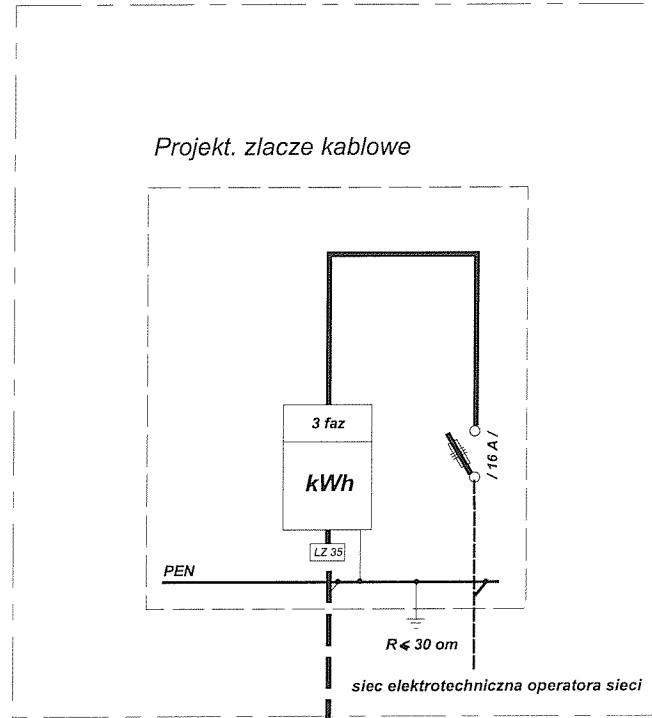 Projekt. zlacze kablowe
3 faz
kWh
/ 16 A /
LZ 35
PEN
R ⩽ 30 om
siec elektrotechniczna operatora sieci